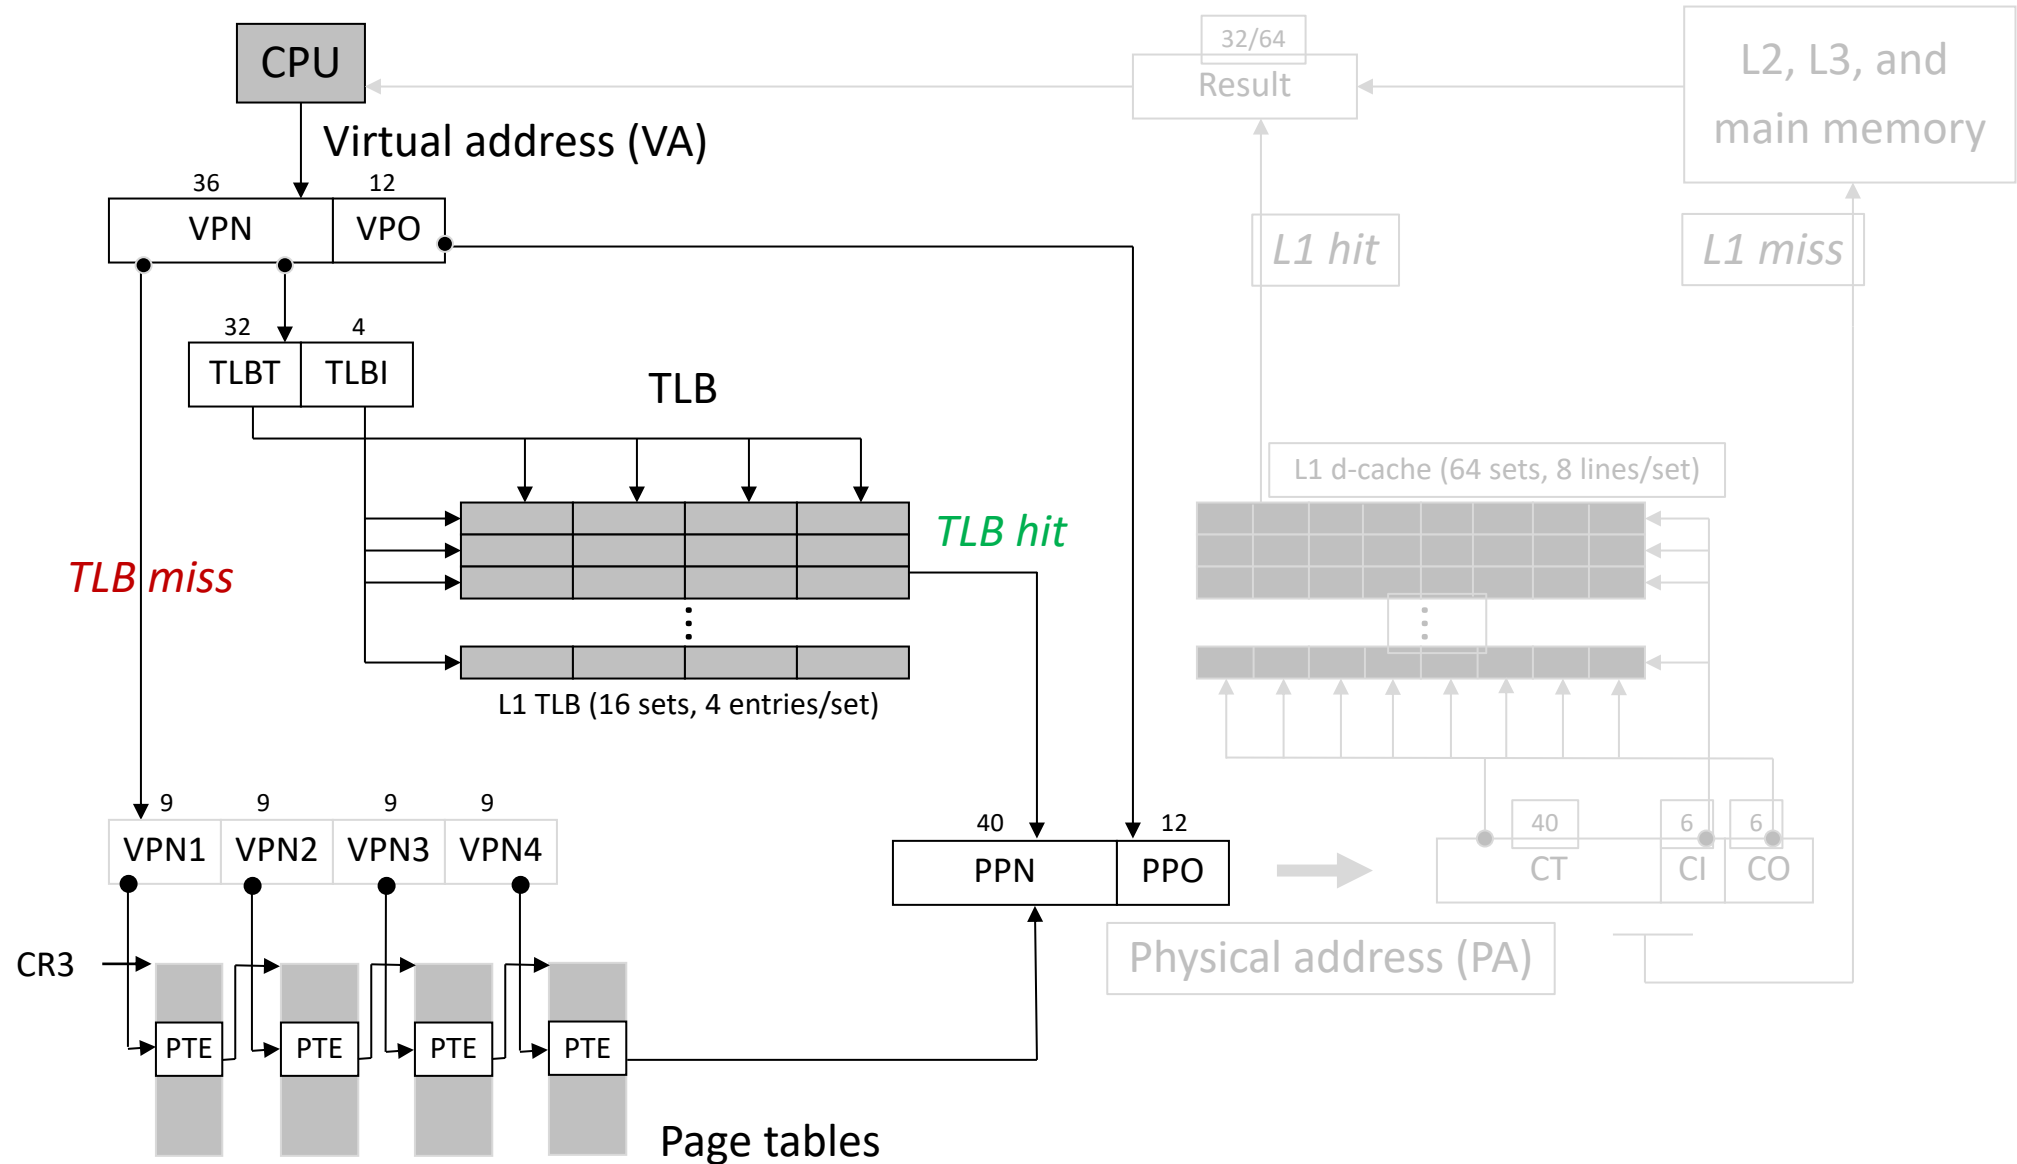 CPU
32/64
Result
L2, L3, and
main memory
Virtual address (VA)
36
12
VPN
VPO
L1 hit
L1 miss
32
4
TLBT
TLBI
TLB
L1 d-cache (64 sets, 8 lines/set)
TLB hit
TLB miss
...
...
L1 TLB (16 sets, 4 entries/set)
9
9
9
9
VPN1
VPN2
VPN3
VPN4
40
12
PPN
PPO
40
6
6
CT
CI
CO
Physical address (PA)
CR3
PTE
PTE
PTE
PTE
Page tables